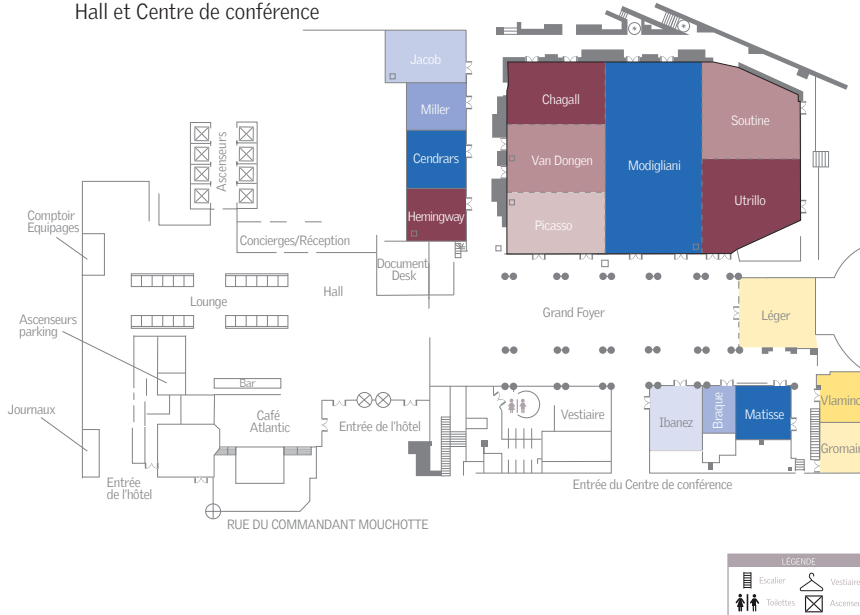 Hall et Centre de conférence
Jacob
Miller
Cendrars
Hemingway
Chagall
Van Dongen
Picasso
Modigliani
Soutine
Utrillo
Ascenseurs
Comptoir
Equipages
Concierges/Réception
Document
Desk
Hall
Lounge
Ascenseurs
parking
Grand Foyer
Léger
Bar
Journaux
Café
Atlantic
Entrée de l'hôtel
Vestiaire
Ibanez
Braque
Matisse
Vlaminc
Gromair
Entrée
de l'hôtel
Entrée du Centre de conférence
RUE DU COMMANDANT MOUCHOTTE
LÉGENDE
Escalier
Vestiaire
Toilettes
Ascenseu